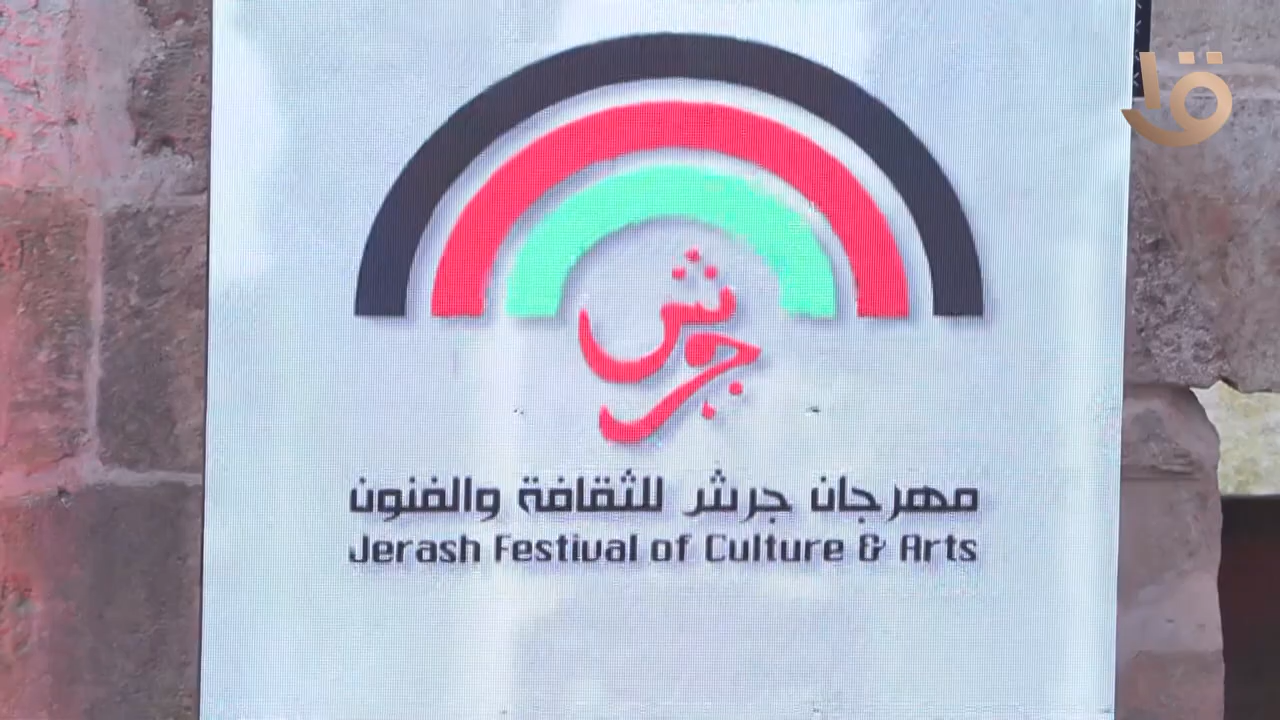 جرش
مهرجان جرش للثقافة والفنون
Jerash Festival of Culture & Arts